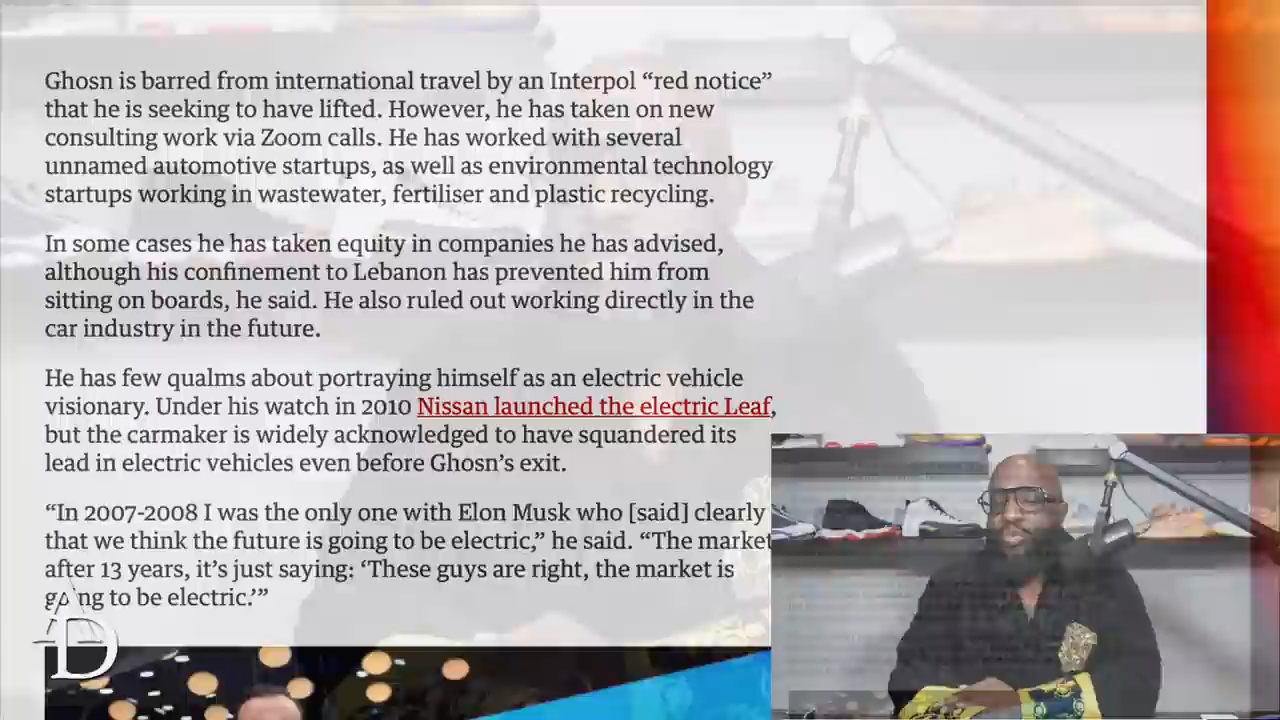 Ghosn is barred from international travel by an Interpol “red notice”
that he is seeking to have lifted. However, he has taken on new
consulting work via Zoom calls. He has worked with several
unnamed automotive startups, as well as environmental technology
startups working in wastewater, fertiliser and plastic recycling.
In some cases he has taken equity in companies he has advised,
although his confinement to Lebanon has prevented him from
sitting on boards, he said. He also ruled out working directly in the
car industry in the future.
He has few qualms about portraying himself as an electric vehicle
visionary. Under his watch in 2010 Nissan launched the electric Leaf,
but the carmaker is widely acknowledged to have squandered its
lead in electric vehicles even before Ghosn’s exit.
“In 2007-2008 I was the only one with Elon Musk who [said] clearly
that we think the future is going to be electric,” he said. “The market
after 13 years, it’s just saying: ‘These guys are right, the market is
going to be electric.’”
D